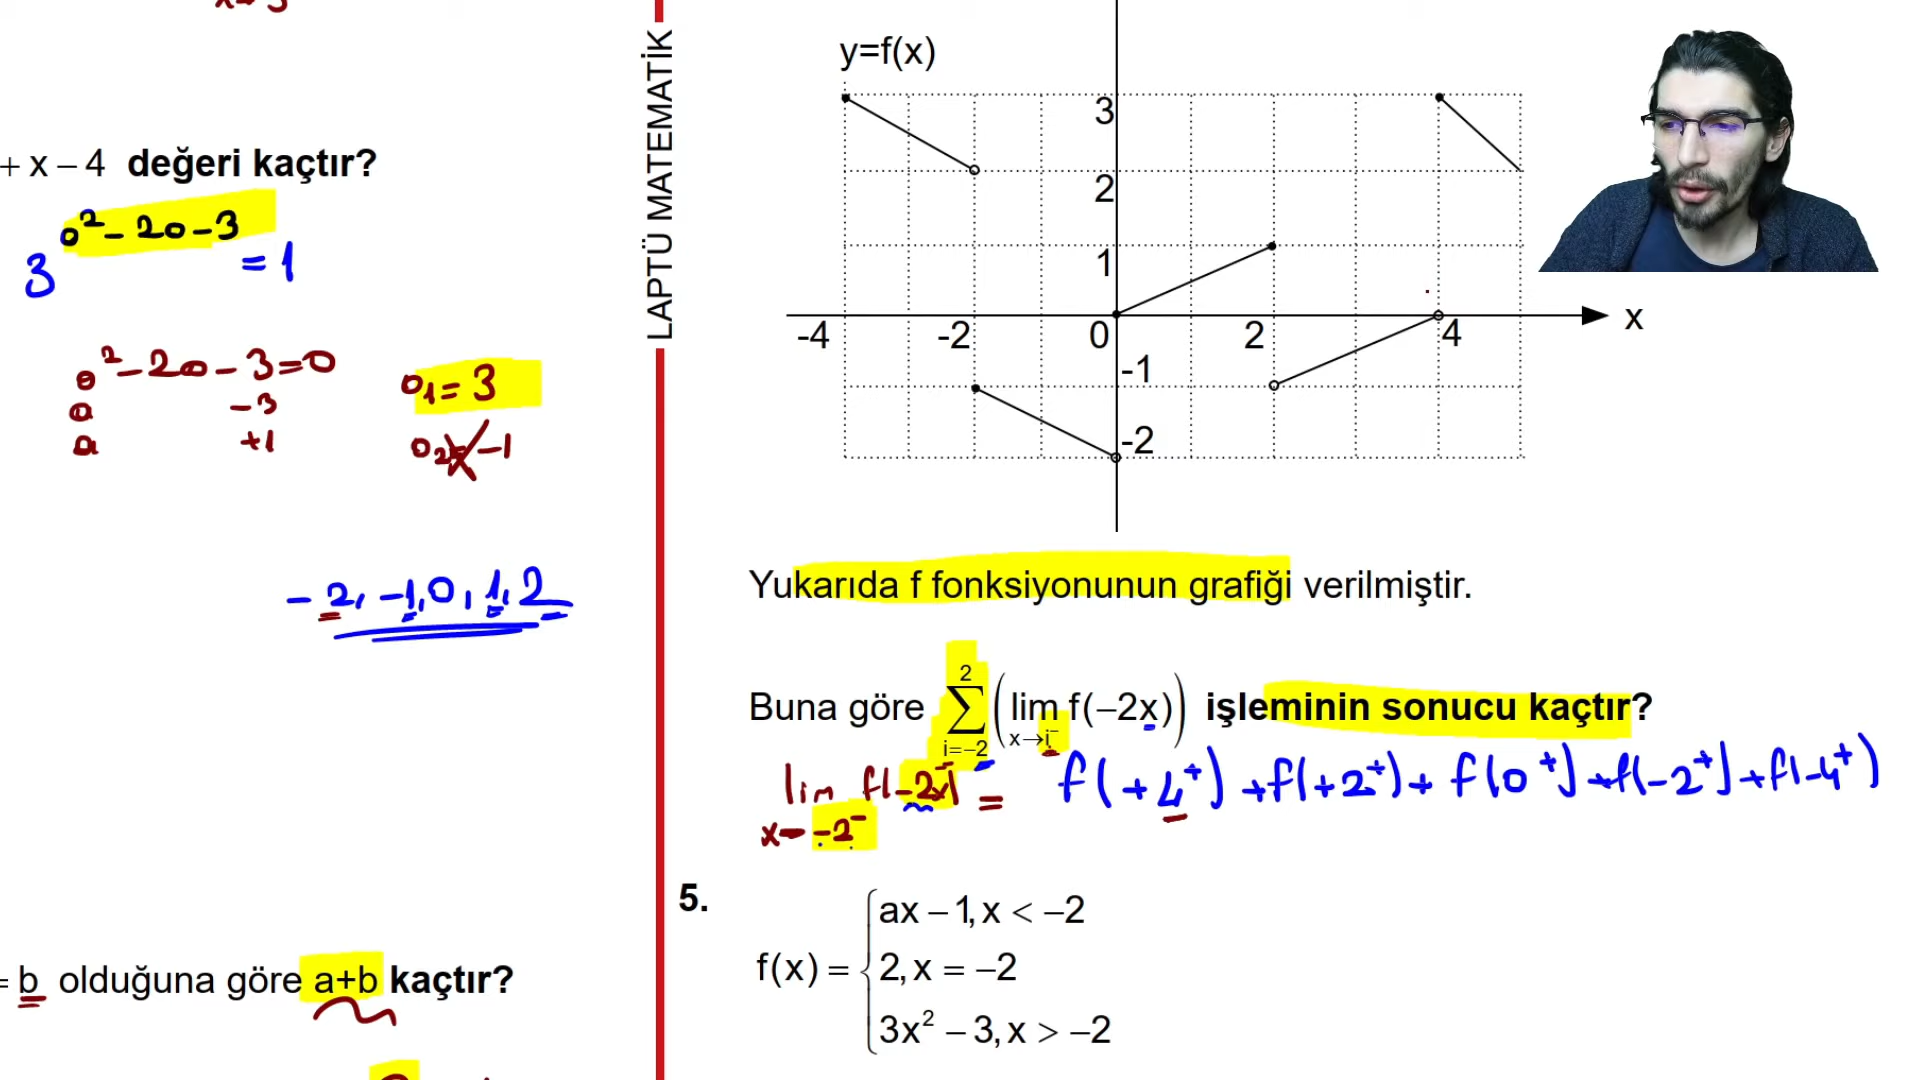 + x – 4 değeri kaçtır?
3^(a² – 2a – 3) = 1
a² – 2a – 3 = 0
a –3
a +1
a₁ = 3
a₂ = –1
– 2, –1, 0, 1, 2
= b olduğuna göre a+b kaçtır?
LAPTÜ MATEMATİK
y=f(x)
3
2
1
-4 -2 0 2 4 x
-1
-2
Yukarıda f fonksiyonunun grafiği verilmiştir.
Buna göre ∑_{i=–2}^{2} ( lim_{x→i⁻} f(–2x) ) işleminin sonucu kaçtır?
lim_{x→–2⁻} f(–2x) = f(+4⁺) + f(+2⁺) + f(0⁺) + f(–2⁺) + f(–4⁺)
5.
f(x) = { ax – 1, x < –2
2, x = –2
3x² – 3, x > –2